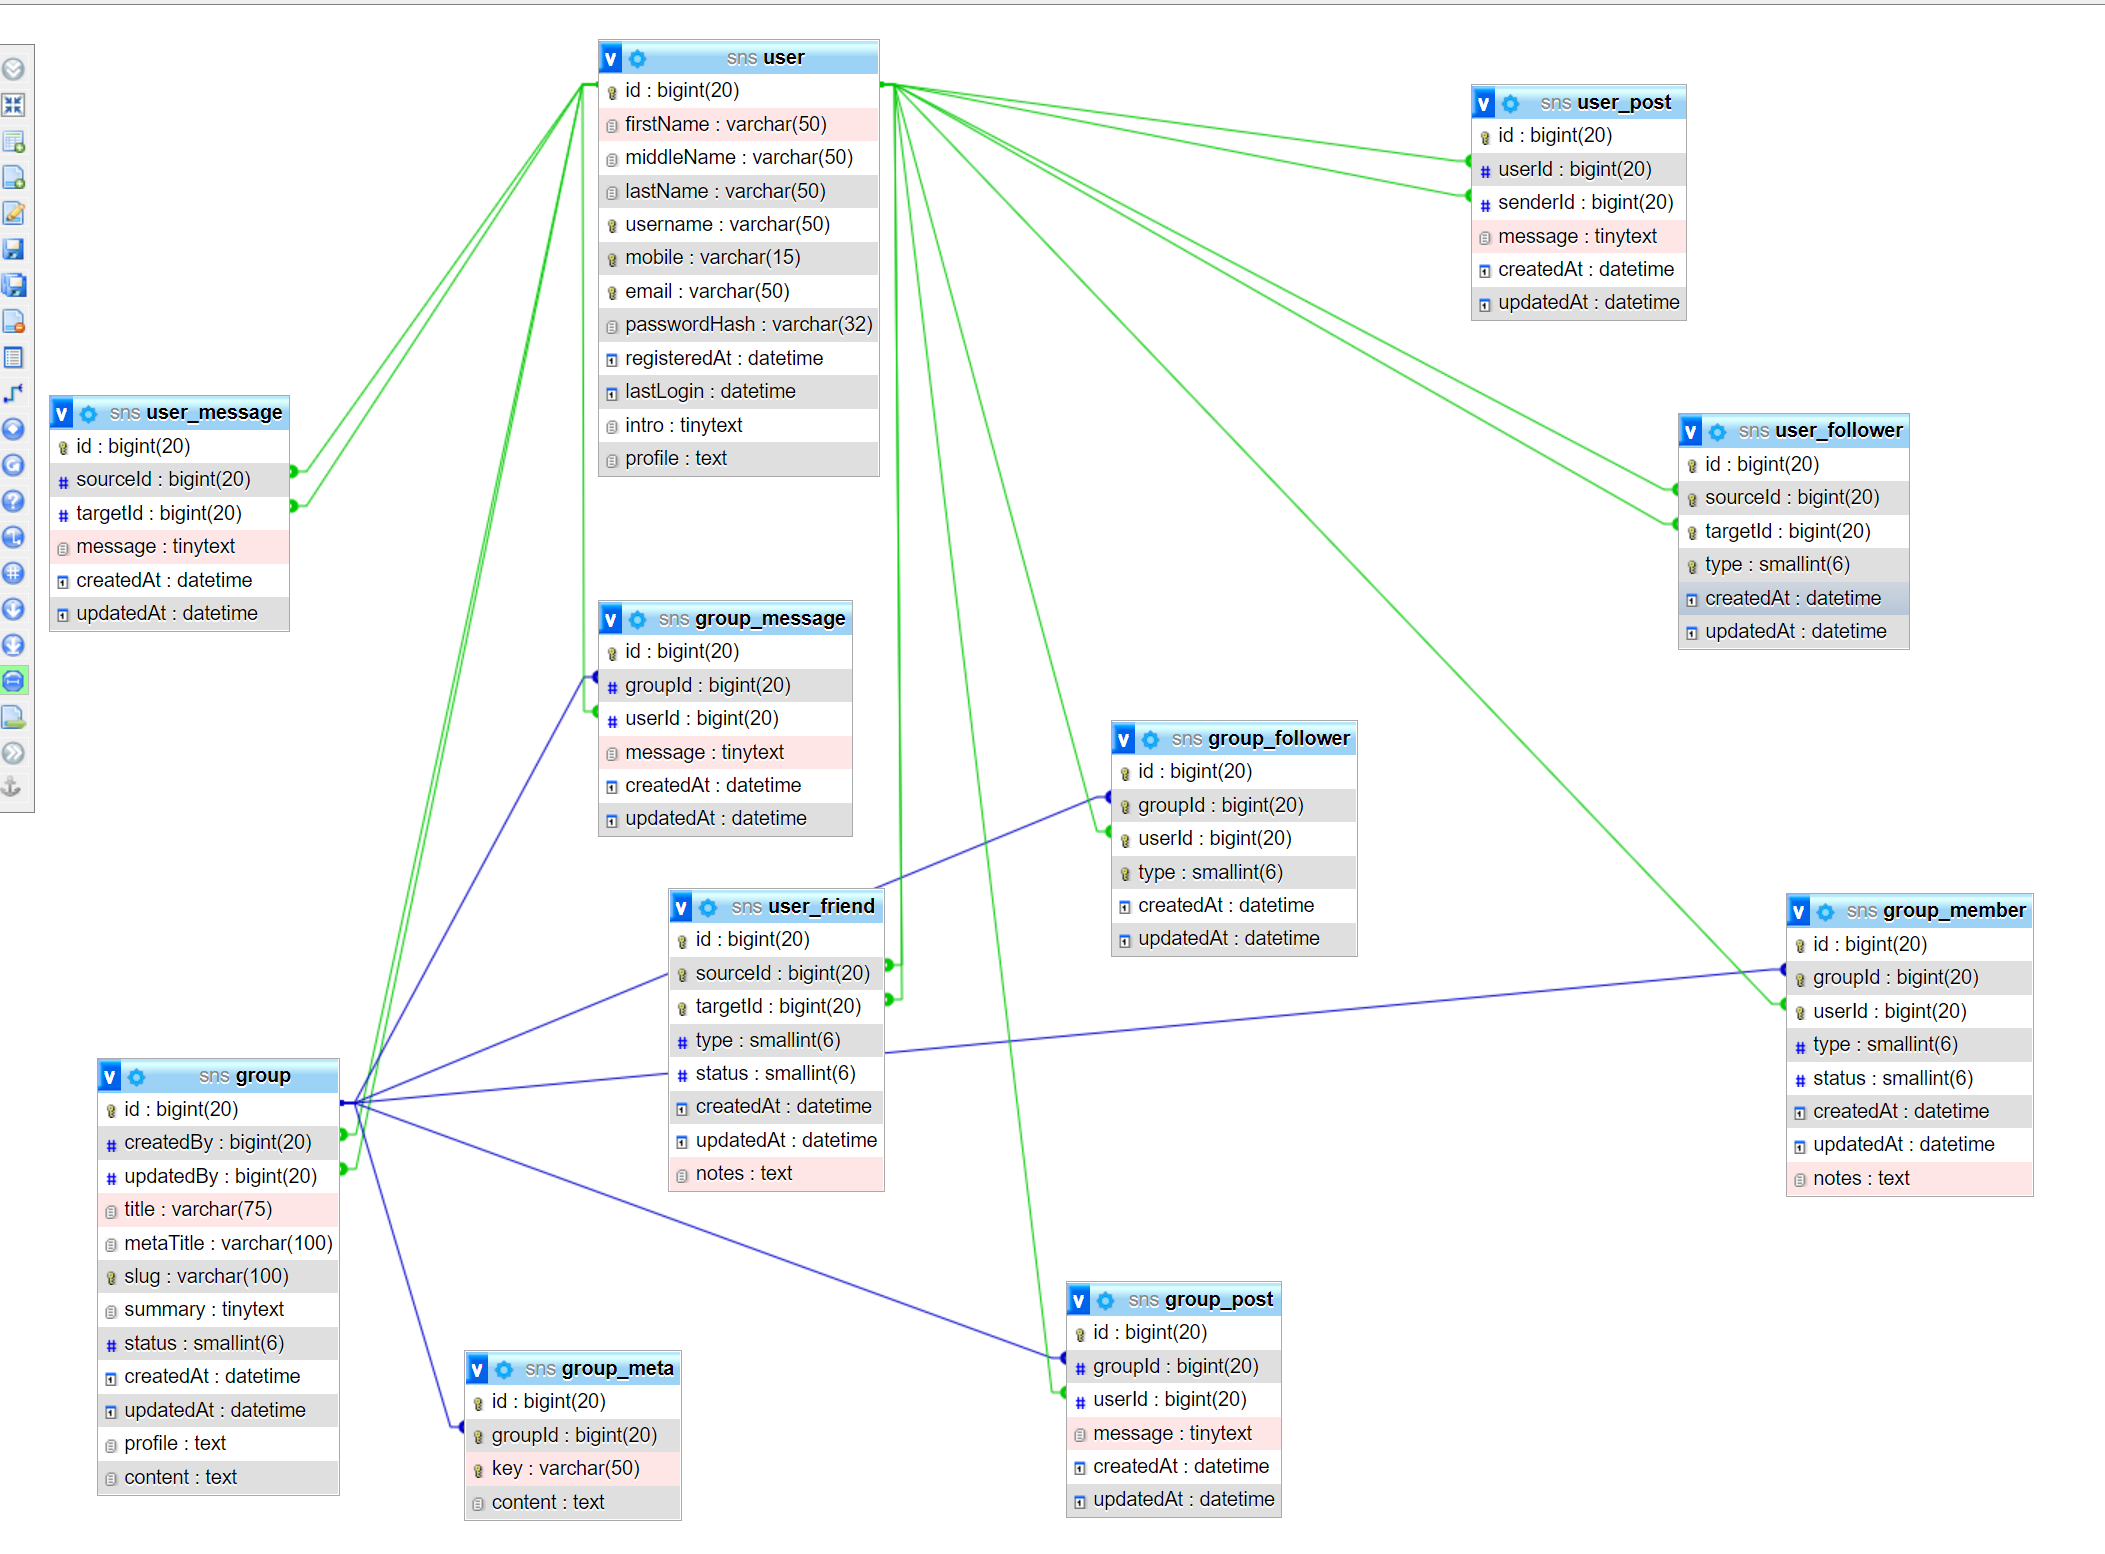 sns user
id : bigint(20)
firstName : varchar(50)
middleName : varchar(50)
lastName : varchar(50)
username : varchar(50)
mobile : varchar(15)
email : varchar(50)
passwordHash : varchar(32)
registeredAt : datetime
lastLogin : datetime
intro : tinytext
profile : text
sns user_post
id : bigint(20)
userId : bigint(20)
senderId : bigint(20)
message : tinytext
createdAt : datetime
updatedAt : datetime
sns user_message
id : bigint(20)
sourceId : bigint(20)
targetId : bigint(20)
message : tinytext
createdAt : datetime
updatedAt : datetime
sns user_follower
id : bigint(20)
sourceId : bigint(20)
targetId : bigint(20)
type : smallint(6)
createdAt : datetime
updatedAt : datetime
sns group_message
id : bigint(20)
groupId : bigint(20)
userId : bigint(20)
message : tinytext
createdAt : datetime
updatedAt : datetime
sns group_follower
id : bigint(20)
groupId : bigint(20)
userId : bigint(20)
type : smallint(6)
createdAt : datetime
updatedAt : datetime
sns user_friend
id : bigint(20)
sourceId : bigint(20)
targetId : bigint(20)
type : smallint(6)
status : smallint(6)
createdAt : datetime
updatedAt : datetime
notes : text
sns group_member
id : bigint(20)
groupId : bigint(20)
userId : bigint(20)
type : smallint(6)
status : smallint(6)
createdAt : datetime
updatedAt : datetime
notes : text
sns group
id : bigint(20)
createdBy : bigint(20)
updatedBy : bigint(20)
title : varchar(75)
metaTitle : varchar(100)
slug : varchar(100)
summary : tinytext
status : smallint(6)
createdAt : datetime
updatedAt : datetime
profile : text
content : text
sns group_meta
id : bigint(20)
groupId : bigint(20)
key : varchar(50)
content : text
sns group_post
id : bigint(20)
groupId : bigint(20)
userId : bigint(20)
message : tinytext
createdAt : datetime
updatedAt : datetime